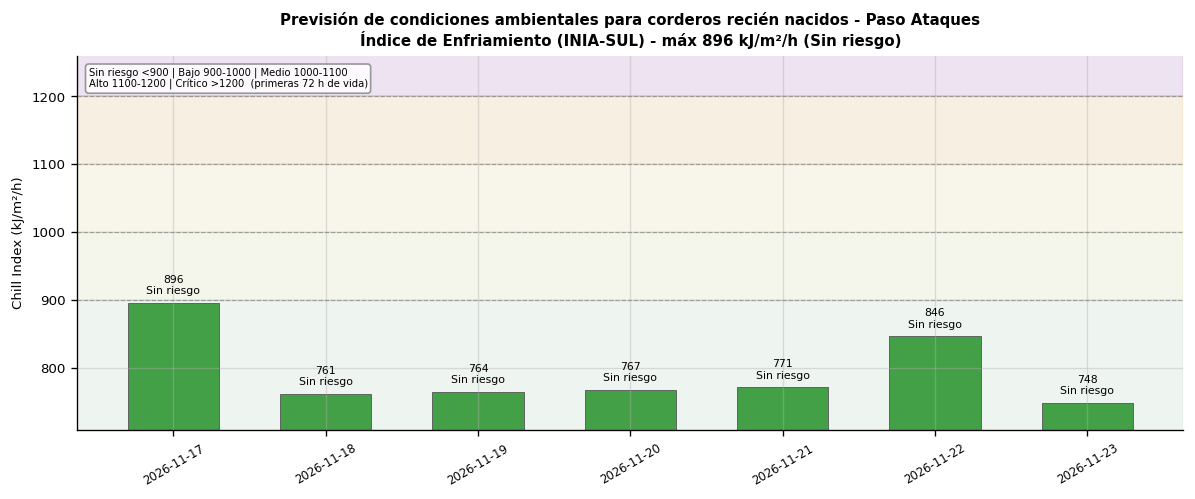 Previsión de condiciones ambientales para corderos recién nacidos - Paso Ataques
Índice de Enfriamiento (INIA-SUL) - máx 896 kJ/m²/h (Sin riesgo)
Sin riesgo <900 | Bajo 900-1000 | Medio 1000-1100
Alto 1100-1200 | Crítico >1200 (primeras 72 h de vida)
Chill Index (kJ/m²/h)
1200
1100
1000
900
800
896
Sin riesgo
761
Sin riesgo
764
Sin riesgo
767
Sin riesgo
771
Sin riesgo
846
Sin riesgo
748
Sin riesgo
2026-11-17
2026-11-18
2026-11-19
2026-11-20
2026-11-21
2026-11-22
2026-11-23